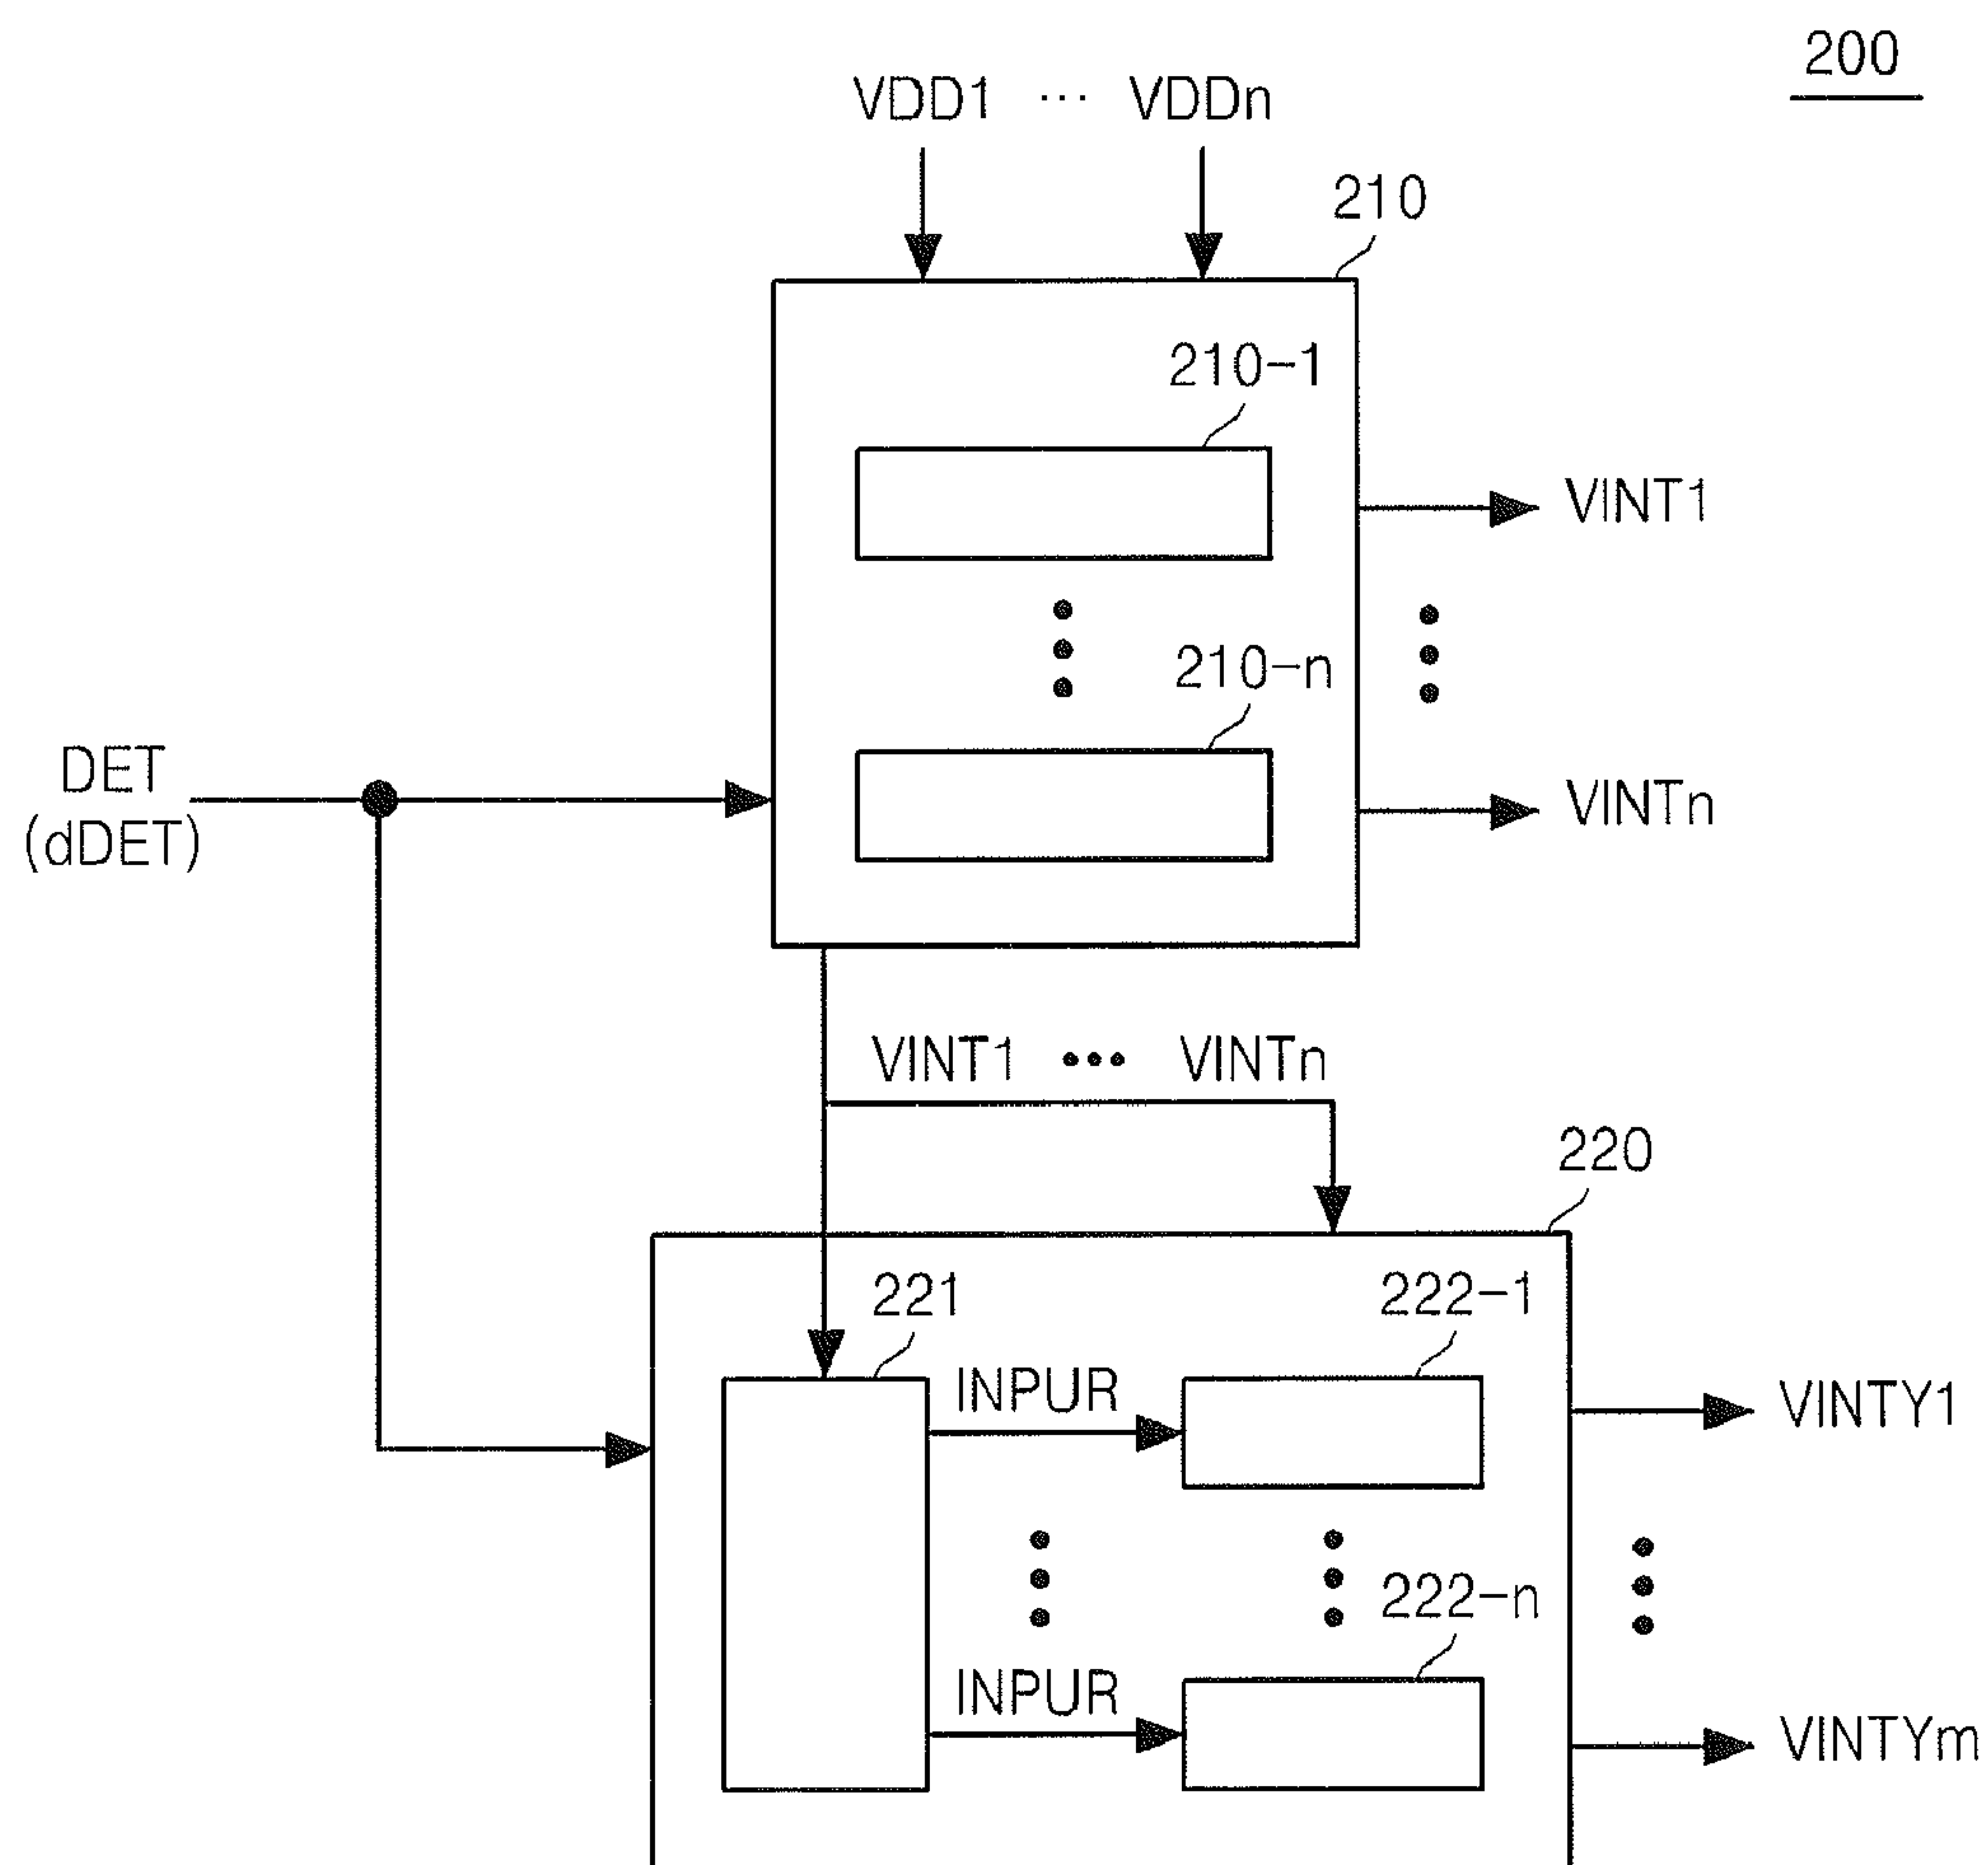 200
VDD1 ··· VDDn
210
210-1
VINT1
210-n
DET
(dDET)
VINTn
VINT1 ••• VINTn
220
221
222-1
INPUR
VINTY1
222-n
INPUR
VINTYm